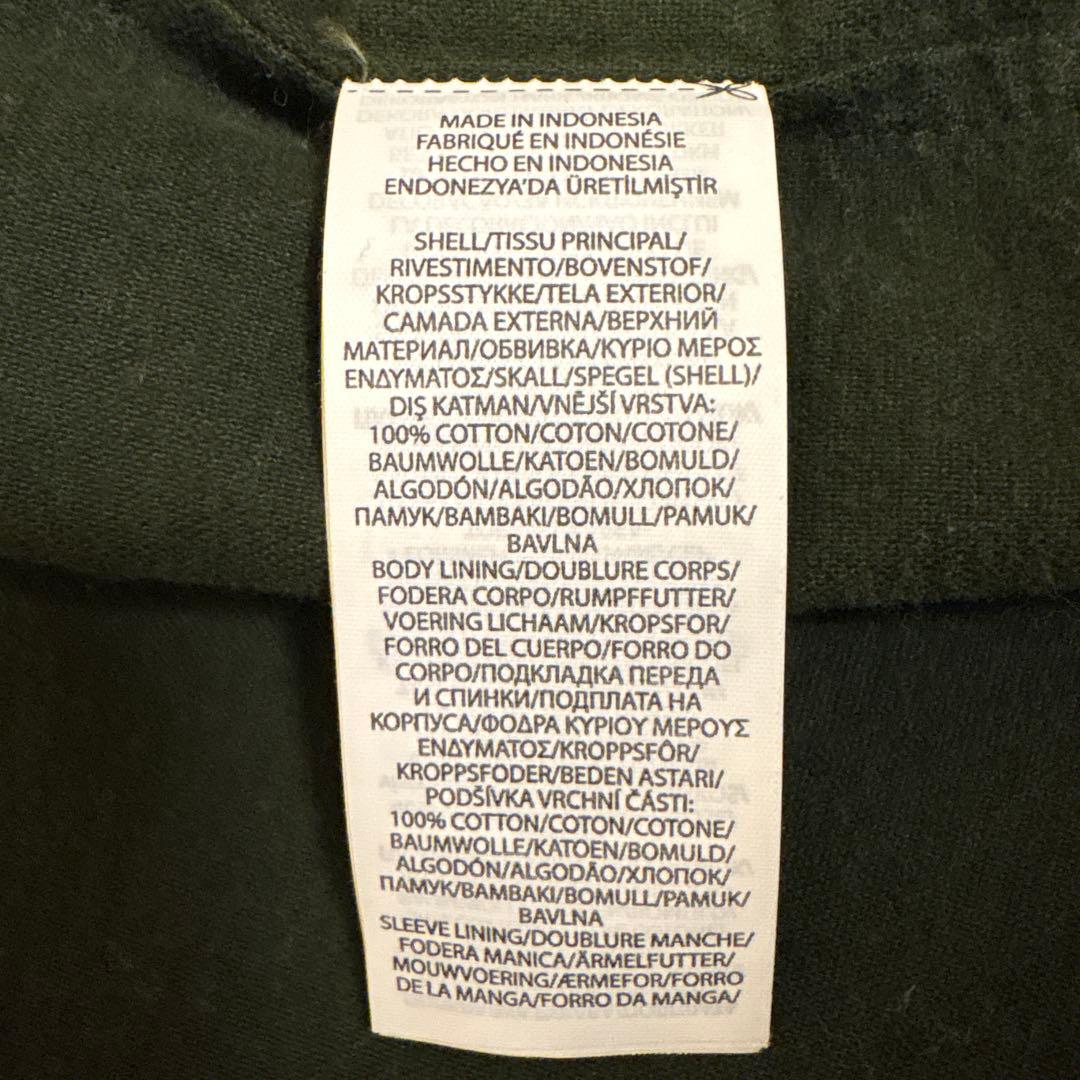 MADE IN INDONESIA
FABRIQUÉ EN INDONÉSIE
HECHO EN INDONESIA
ENDONEZYA'DA ÜRETİLMİŞTİR
SHELL/TISSU PRINCIPAL/
RIVESTIMENTO/BOVENSTOF/
KROPSSTYKKE/TELA EXTERIOR/
CAMADA EXTERNA/ВЕРХНИЙ
МАТЕРИАЛ/ОБВИВКА/ΚΥΡΙΟ ΜΕΡΟΣ
ΕΝΔΥΜΑΤΟΣ/SKALL/SPEGEL (SHELL)/
DIŞ KATMAN/VNĚJŠÍ VRSTVA:
100% COTTON/COTON/COTONE/
BAUMWOLLE/KATOEN/BOMULD/
ALGODÓN/ALGODÃO/ХЛОПОК/
ПАМУК/ΒΑΜΒΑΚΙ/BOMULL/PAMUK/
BAVLNA
BODY LINING/DOUBLURE CORPS/
FODERA CORPO/RUMPFFUTTER/
VOERING LICHAAM/KROPSFOR/
FORRO DEL CUERPO/FORRO DO
CORPO/ПОДКЛАДКА ПЕРЕДА
И СПИНКИ/ПОДПЛАТА НА
КОРПУСА/ΦΟΔΡΑ ΚΥΡΙΟΥ ΜΕΡΟΥΣ
ΕΝΔΥΜΑΤΟΣ/KROPPSFÔR/
KROPPSFODER/BEDEN ASTARI/
PODŠÍVKA VRCHNÍ ČÁSTI:
100% COTTON/COTON/COTONE/
BAUMWOLLE/KATOEN/BOMULD/
ALGODÓN/ALGODÃO/ХЛОПОК/
ПАМУК/ΒΑΜΒΑΚΙ/BOMULL/PAMUK/
BAVLNA
SLEEVE LINING/DOUBLURE MANCHE/
FODERA MANICA/ÄRMELFUTTER/
MOUWVOERING/ÆRMEFOR/FORRO
DE LA MANGA/FORRO DA MANGA/